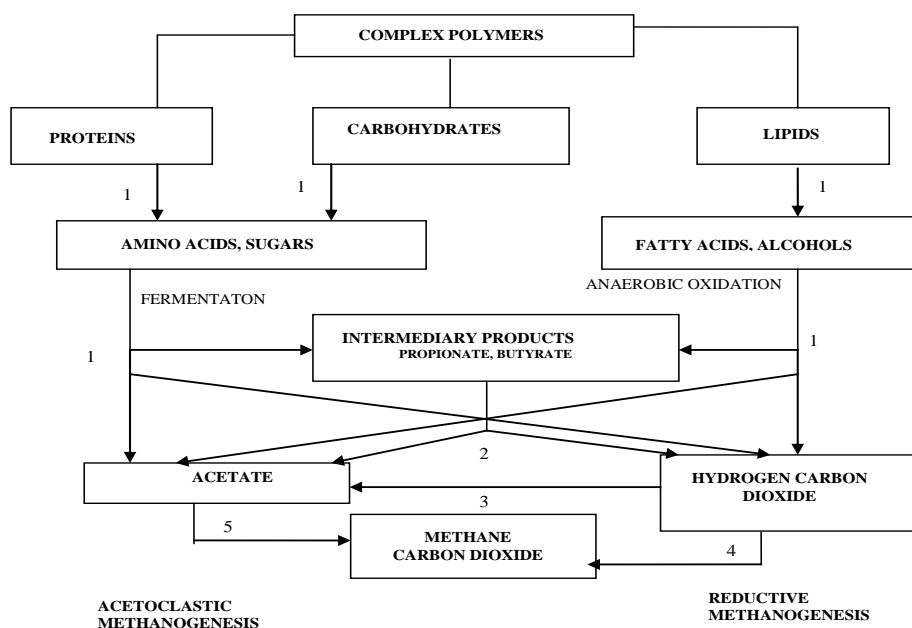 COMPLEX POLYMERS
PROTEINS
CARBOHYDRATES
LIPIDS
1
1
1
AMINO ACIDS, SUGARS
FATTY ACIDS, ALCOHOLS
FERMENTATON
ANAEROBIC OXIDATION
INTERMEDIARY PRODUCTS
PROPIONATE, BUTYRATE
1
1
2
ACETATE
HYDROGEN CARBON
DIOXIDE
3
5
METHANE
CARBON DIOXIDE
4
ACETOCLASTIC
METHANOGENESIS
REDUCTIVE
METHANOGENESIS